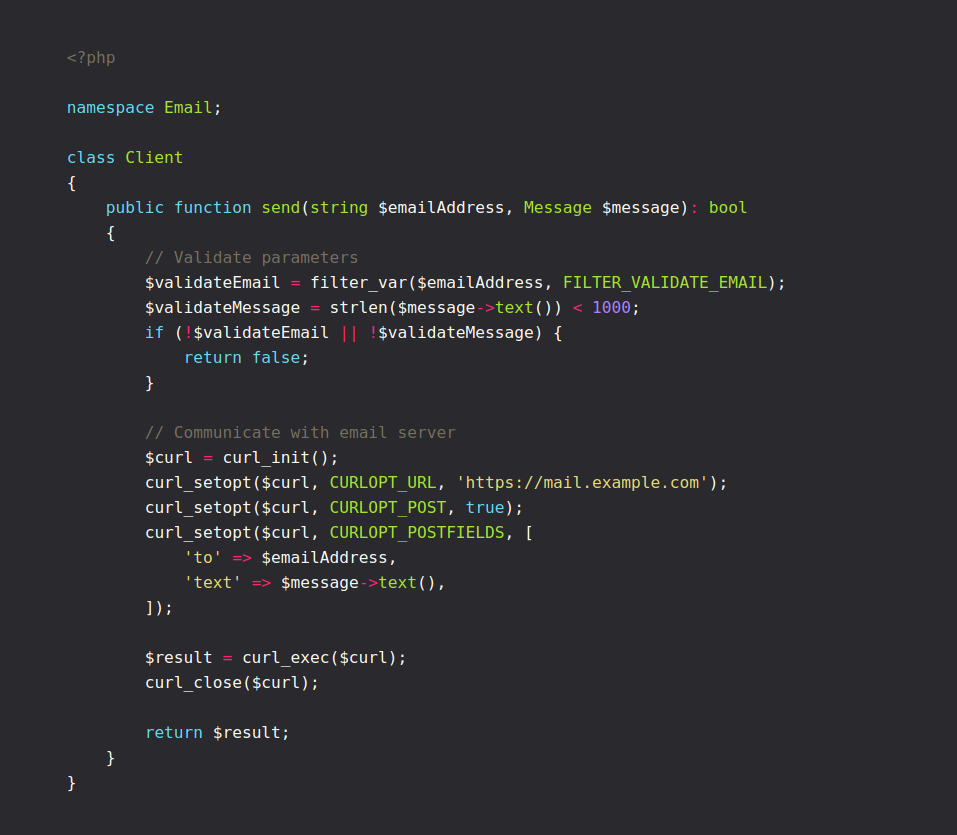 <?php
namespace Email;
class Client
{
    public function send(string $emailAddress, Message $message): bool
    {
        // Validate parameters
        $validateEmail = filter_var($emailAddress, FILTER_VALIDATE_EMAIL);
        $validateMessage = strlen($message->text()) < 1000;
        if (!$validateEmail || !$validateMessage) {
            return false;
        }
        // Communicate with email server
        $curl = curl_init();
        curl_setopt($curl, CURLOPT_URL, 'https://mail.example.com');
        curl_setopt($curl, CURLOPT_POST, true);
        curl_setopt($curl, CURLOPT_POSTFIELDS, [
            'to' => $emailAddress,
            'text' => $message->text(),
        ]);
        $result = curl_exec($curl);
        curl_close($curl);
        return $result;
    }
}